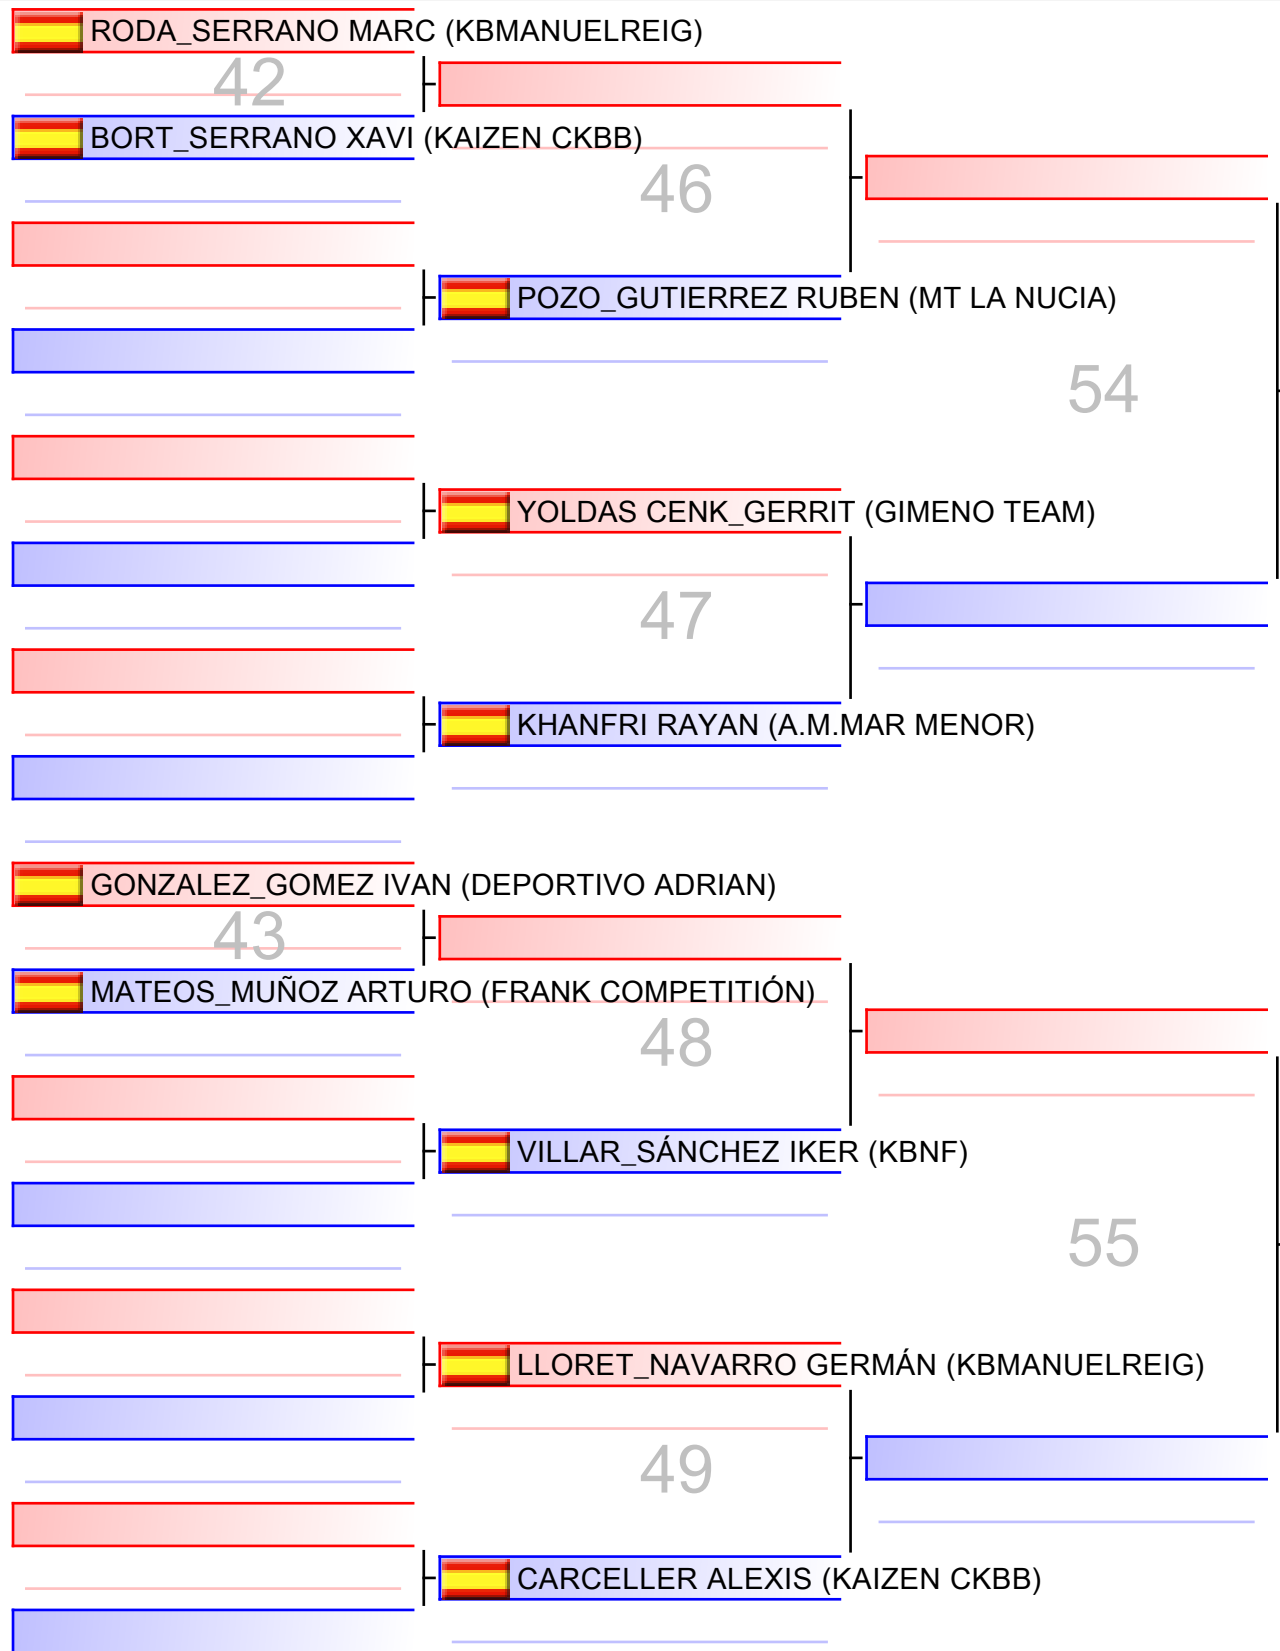 RODA_SERRANO MARC (KBMANUELREIG)
42
BORT_SERRANO XAVI (KAIZEN CKBB)
46
POZO_GUTIERREZ RUBEN (MT LA NUCIA)
54
YOLDAS CENK_GERRIT (GIMENO TEAM)
47
KHANFRI RAYAN (A.M.MAR MENOR)
GONZALEZ_GOMEZ IVAN (DEPORTIVO ADRIAN)
43
MATEOS_MUÑOZ ARTURO (FRANK COMPETITIÓN)
48
VILLAR_SÁNCHEZ IKER (KBNF)
55
LLORET_NAVARRO GERMÁN (KBMANUELREIG)
49
CARCELLER ALEXIS (KAIZEN CKBB)